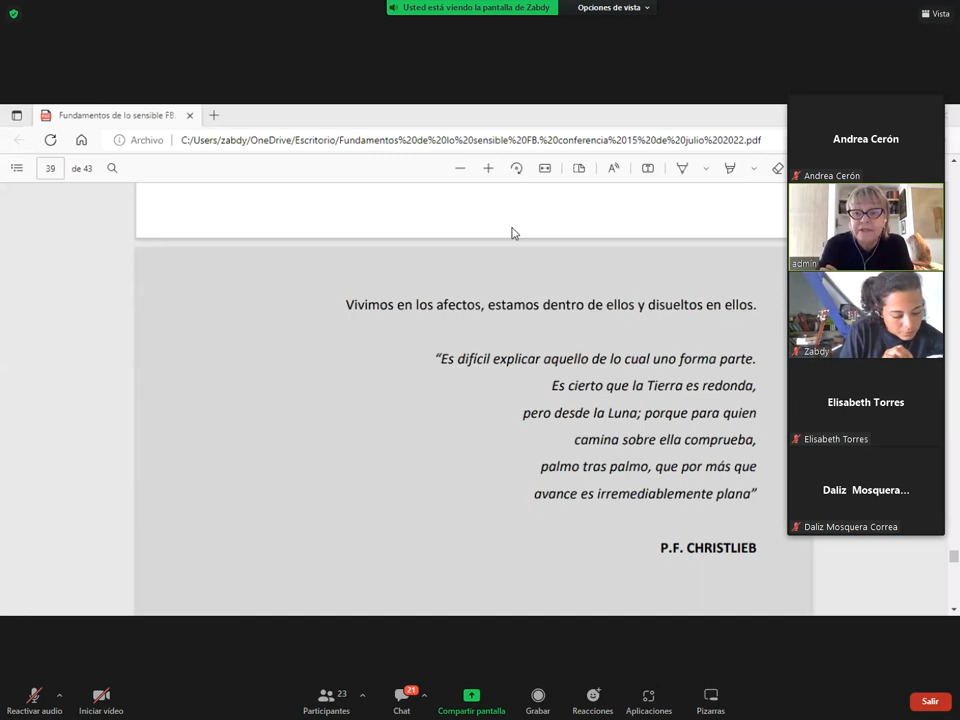 Usted está viendo la pantalla de Zabdy
Opciones de vista
Vista
Fundamentos de lo sensible FB.
Archivo
C:/Users/zabdy/OneDrive/Escritorio/Fundamentos%20de%20lo%20sensible%20FB.%20conferencia%2015%20de%20julio%202022.pdf
39 de 43
Vivimos en los afectos, estamos dentro de ellos y disueltos en ellos.
“Es difícil explicar aquello de lo cual uno forma parte.
Es cierto que la Tierra es redonda,
pero desde la Luna; porque para quien
camina sobre ella comprueba,
palmo tras palmo, que por más que
avance es irremediablemente plana”
P.F. CHRISTLIEB
Andrea Cerón
Andrea Cerón
admin
Zabdy
Elisabeth Torres
Elisabeth Torres
Daliz Mosquera...
Daliz Mosquera Correa
Reactivar audio
Iniciar video
Participantes
23
Chat
21
Compartir pantalla
Grabar
Reacciones
Aplicaciones
Pizarras
Salir